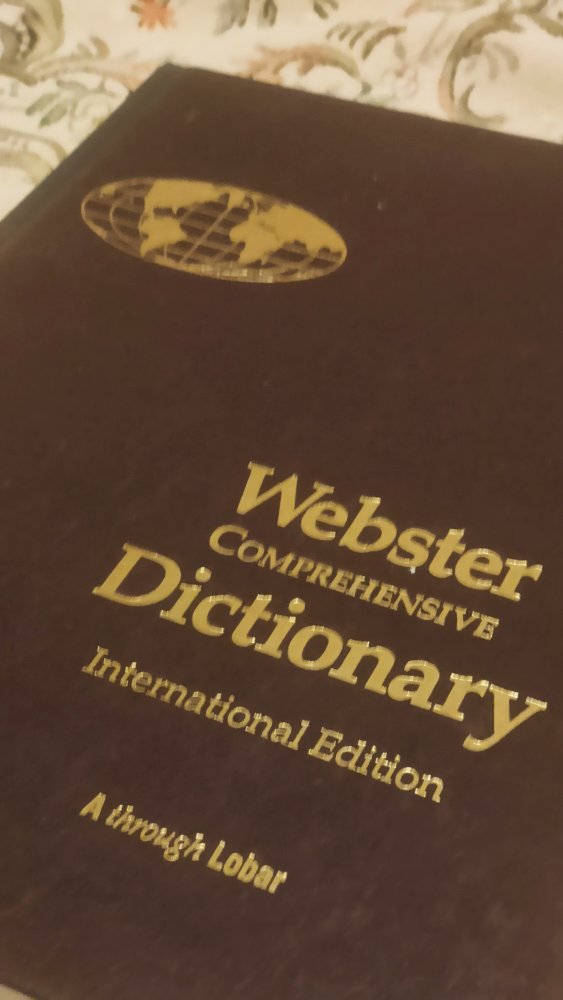 Webster
COMPREHENSIVE
Dictionary
International Edition
A through Lobar